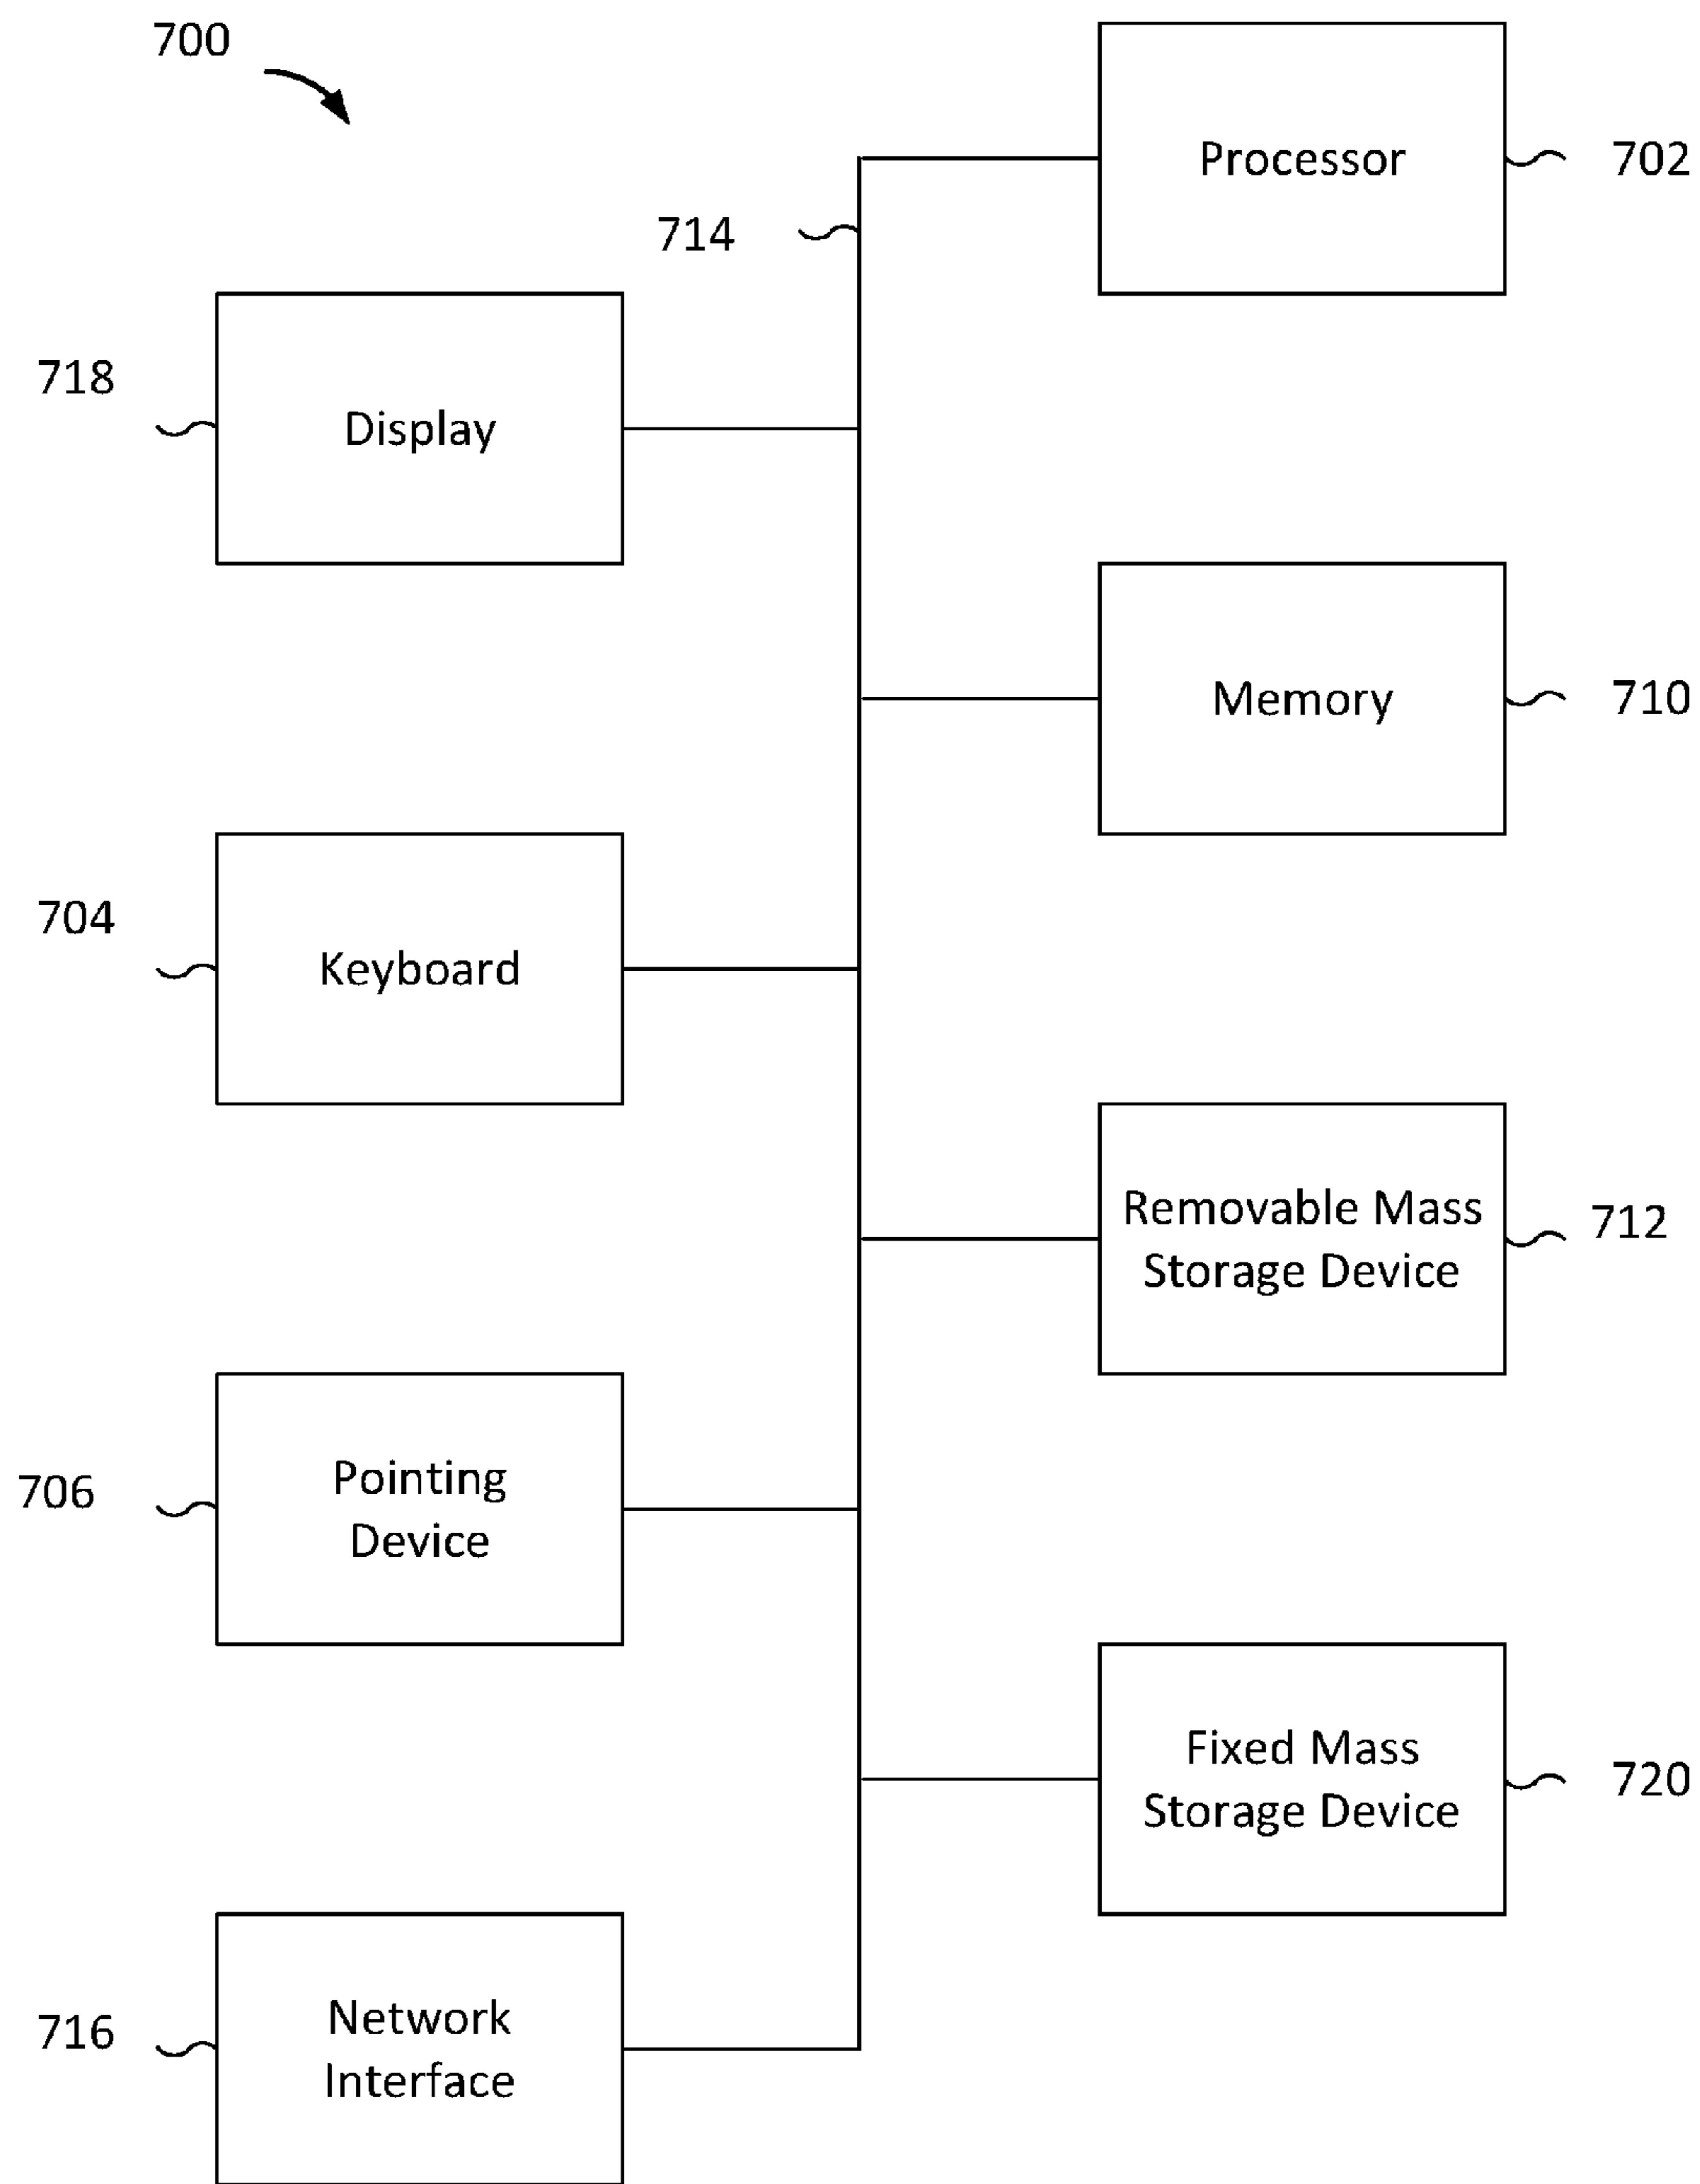 700
Processor
702
714
718
Display
Memory
710
704
Keyboard
Removable Mass
Storage Device
712
706
Pointing
Device
Fixed Mass
Storage Device
720
716
Network
Interface